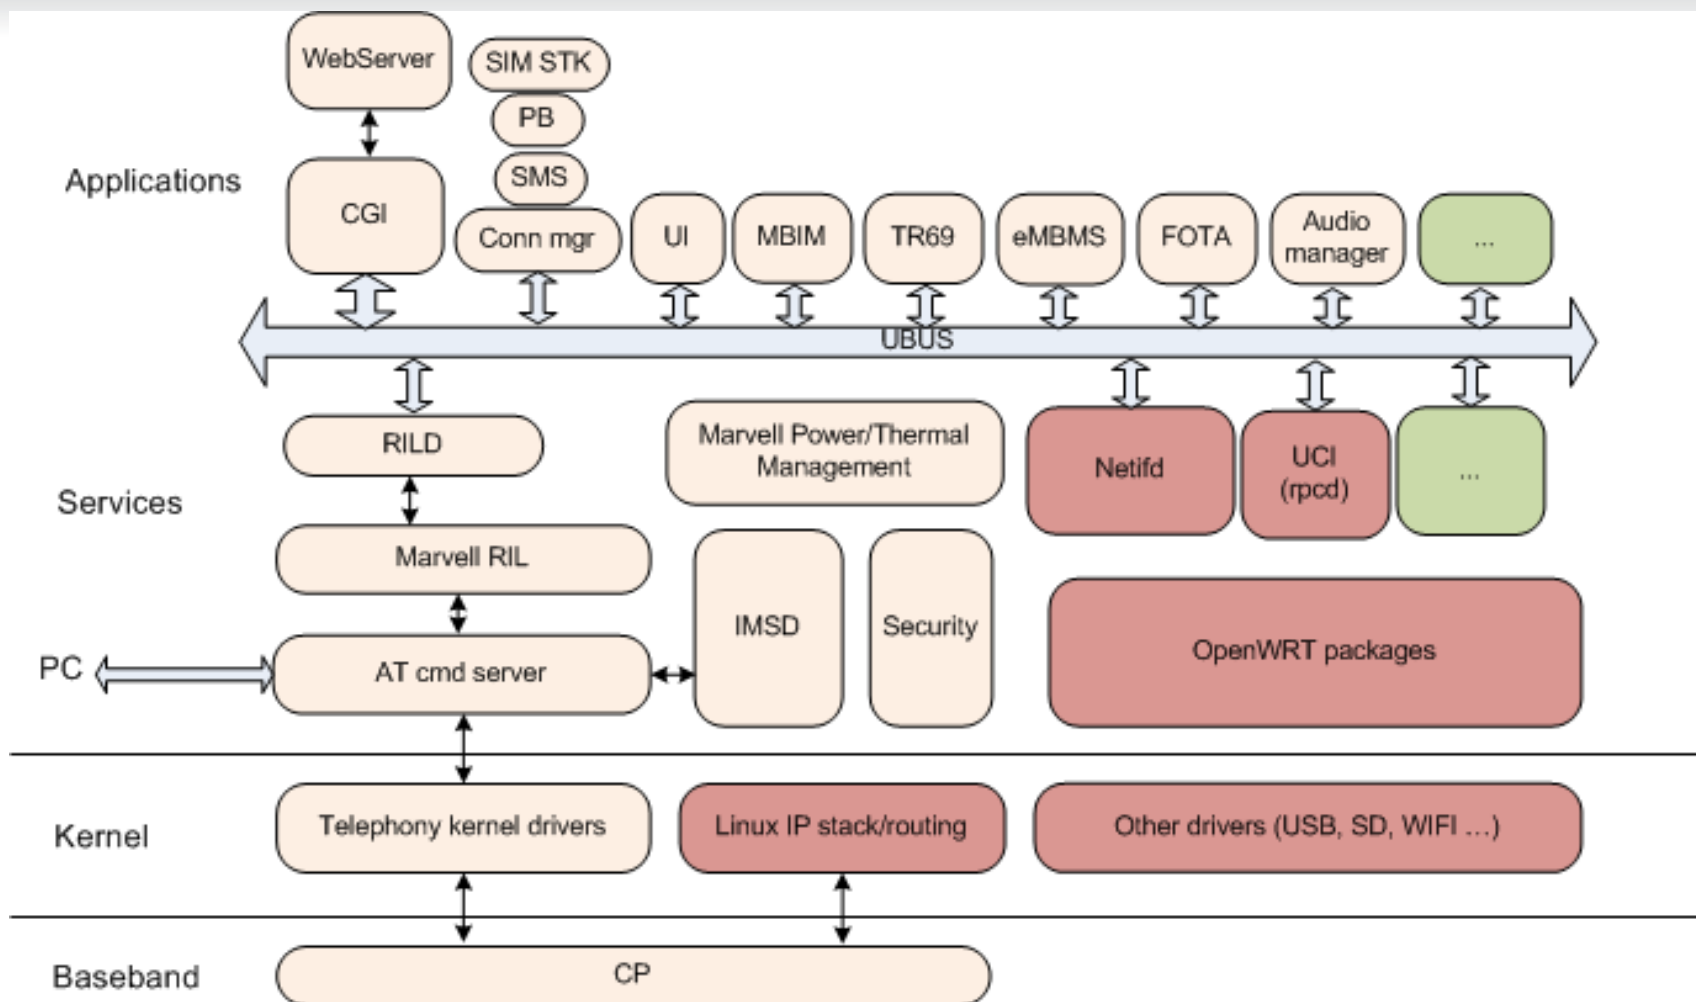 WebServer
SIM STK
PB
SMS
Applications
CGI
Conn mgr
UI
MBIM
TR69
eMBMS
FOTA
Audio
manager
...
UBUS
Services
RILD
Marvell Power/Thermal
Management
Netifd
UCI
(rpcd)
...
Marvell RIL
IMSD
Security
OpenWRT packages
PC
AT cmd server
Kernel
Telephony kernel drivers
Linux IP stack/routing
Other drivers (USB, SD, WIFI ...)
Baseband
CP